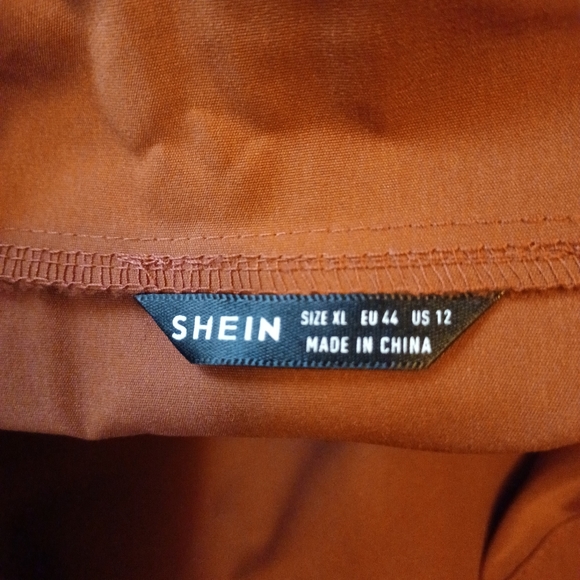 SHEIN SIZE XL EU 44 US 12
MADE IN CHINA